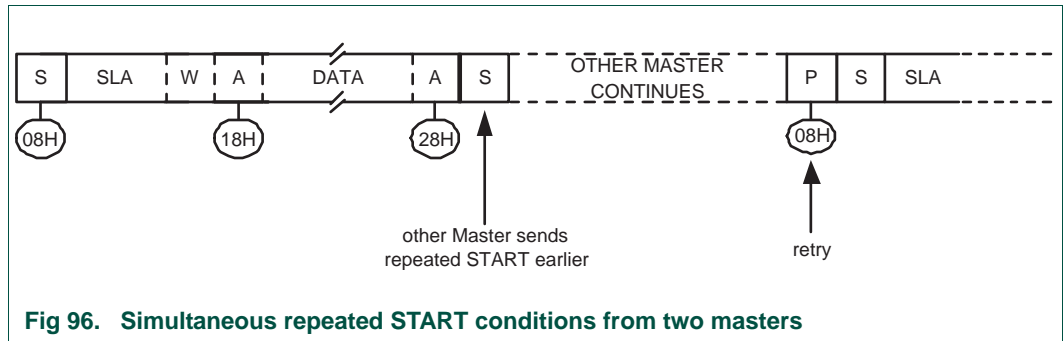 OTHER MASTER
CONTINUES
S SLA W A DATA A S P S SLA
08H 18H 28H 08H
other Master sends
repeated START earlier
retry
Fig 96. Simultaneous repeated START conditions from two masters